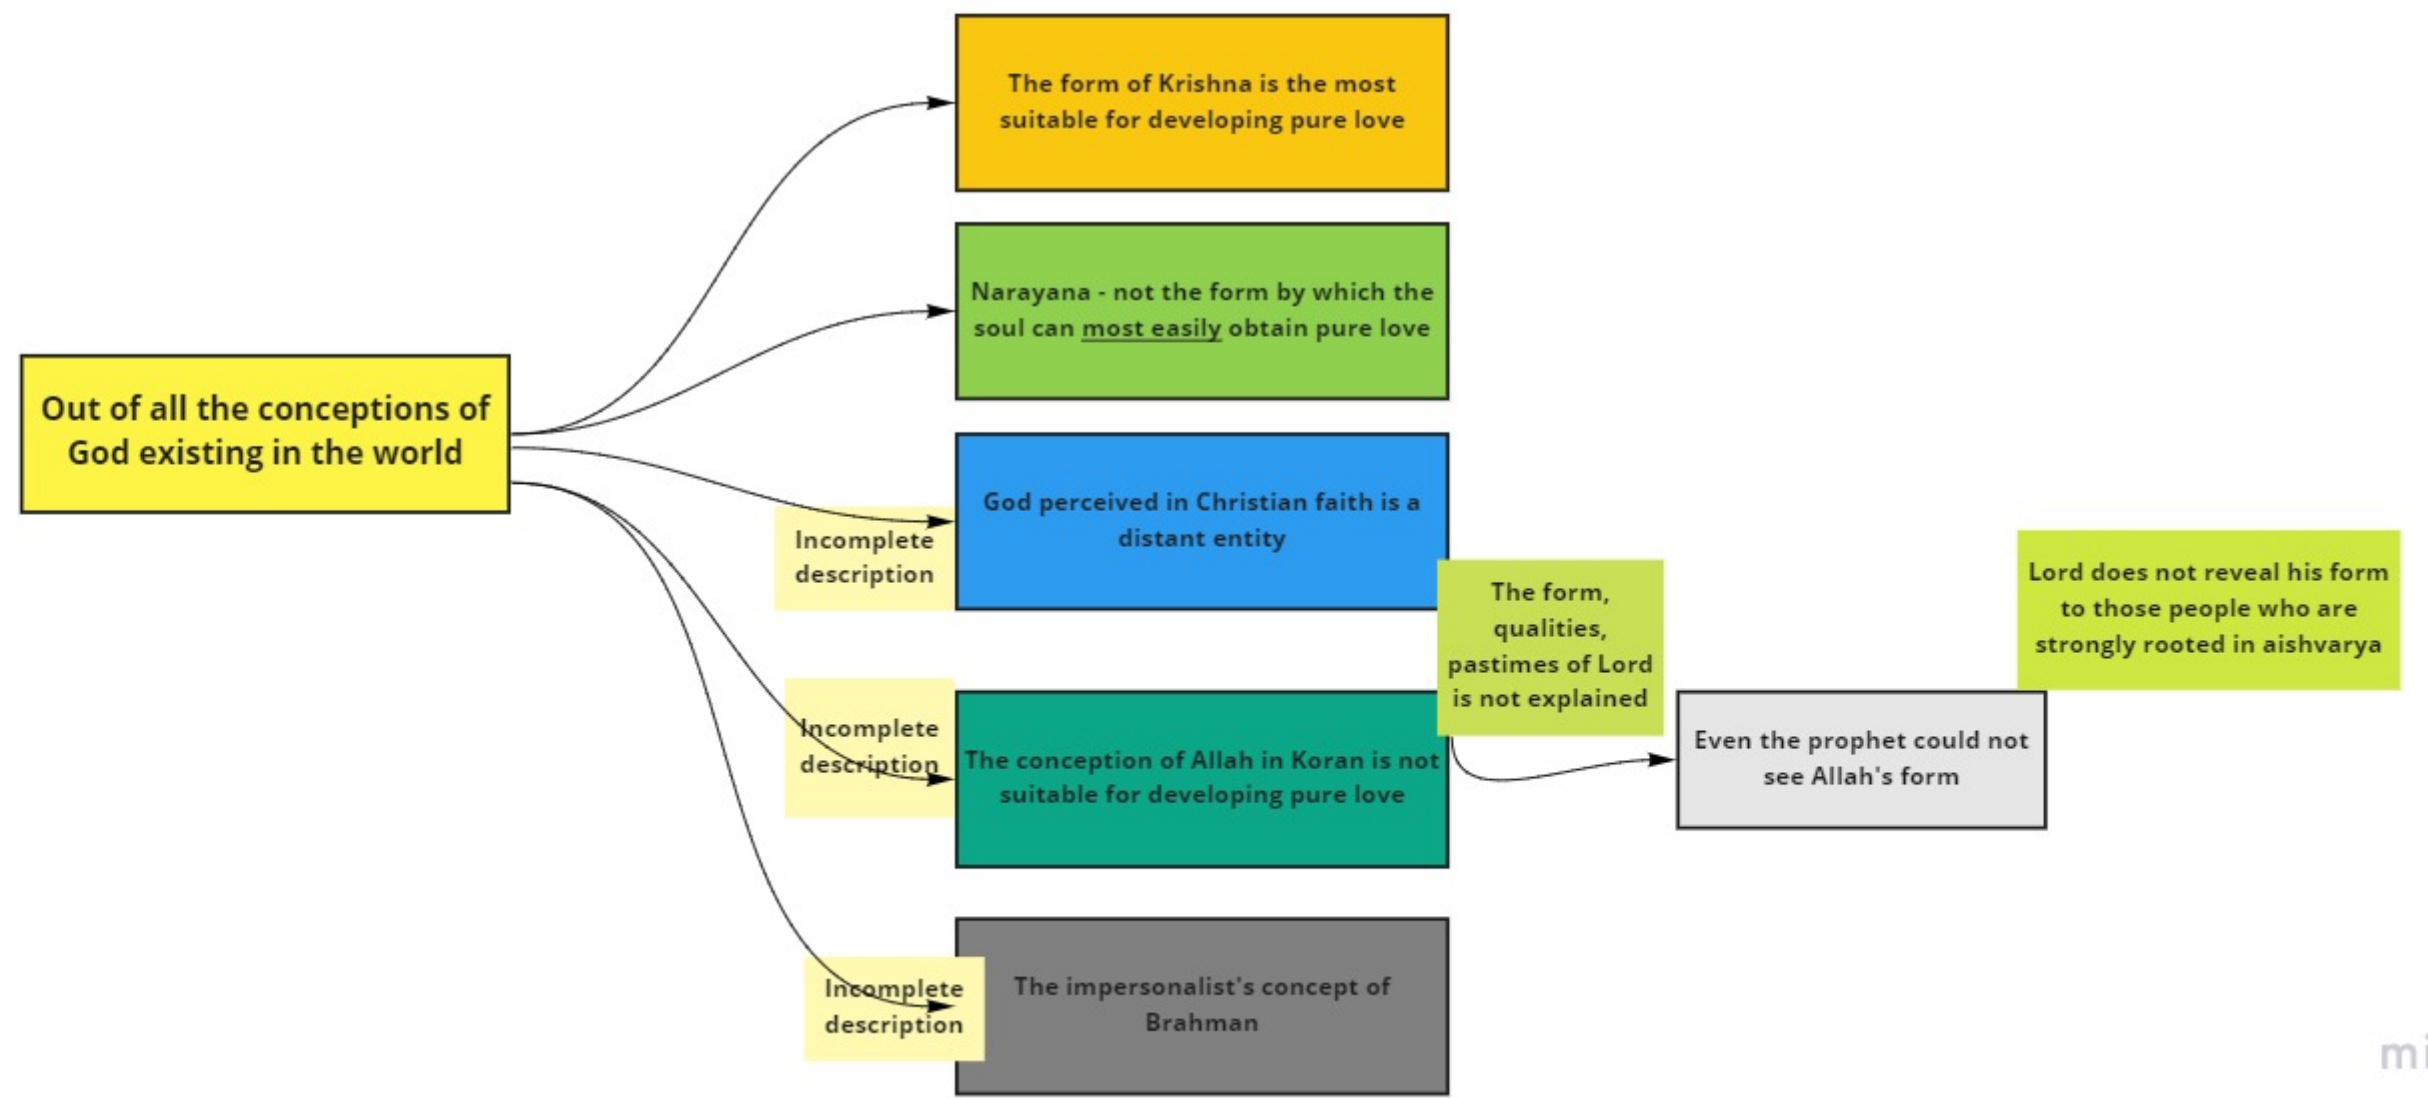 The form of Krishna is the most
suitable for developing pure love
Narayana - not the form by which the
soul can most easily obtain pure love
Out of all the conceptions of
God existing in the world
God perceived in Christian faith is a
distant entity
Incomplete
description
The form,
qualities,
pastimes of Lord
is not explained
Lord does not reveal his form
to those people who are
strongly rooted in aishvarya
Incomplete
description
The conception of Allah in Koran is not
suitable for developing pure love
Even the prophet could not
see Allah's form
Incomplete
description
The impersonalist's concept of
Brahman